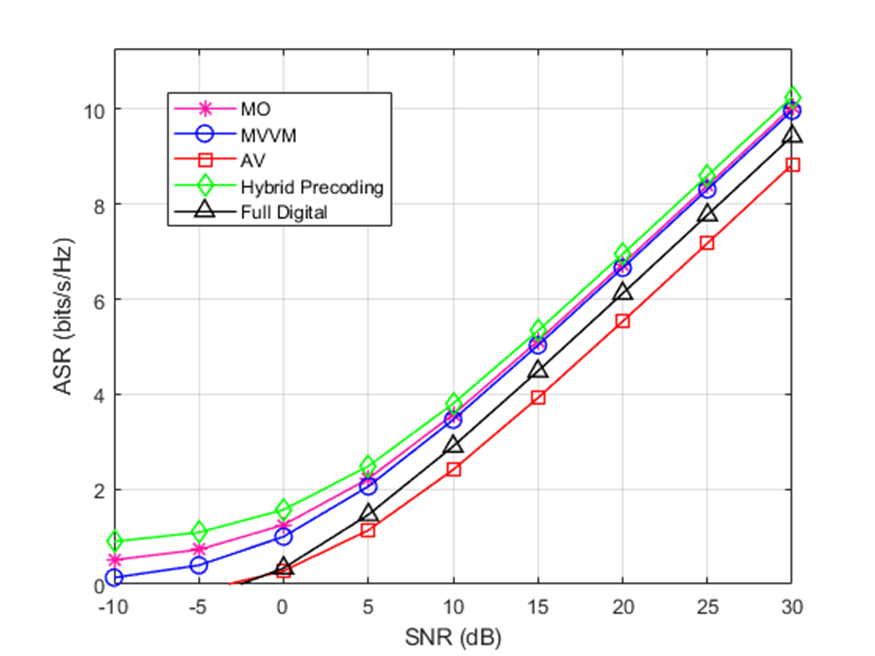 10
8
6
4
2
0
ASR (bits/s/Hz)
MO
MVVM
AV
Hybrid Precoding
Full Digital
-10 -5 0 5 10 15 20 25 30
SNR (dB)